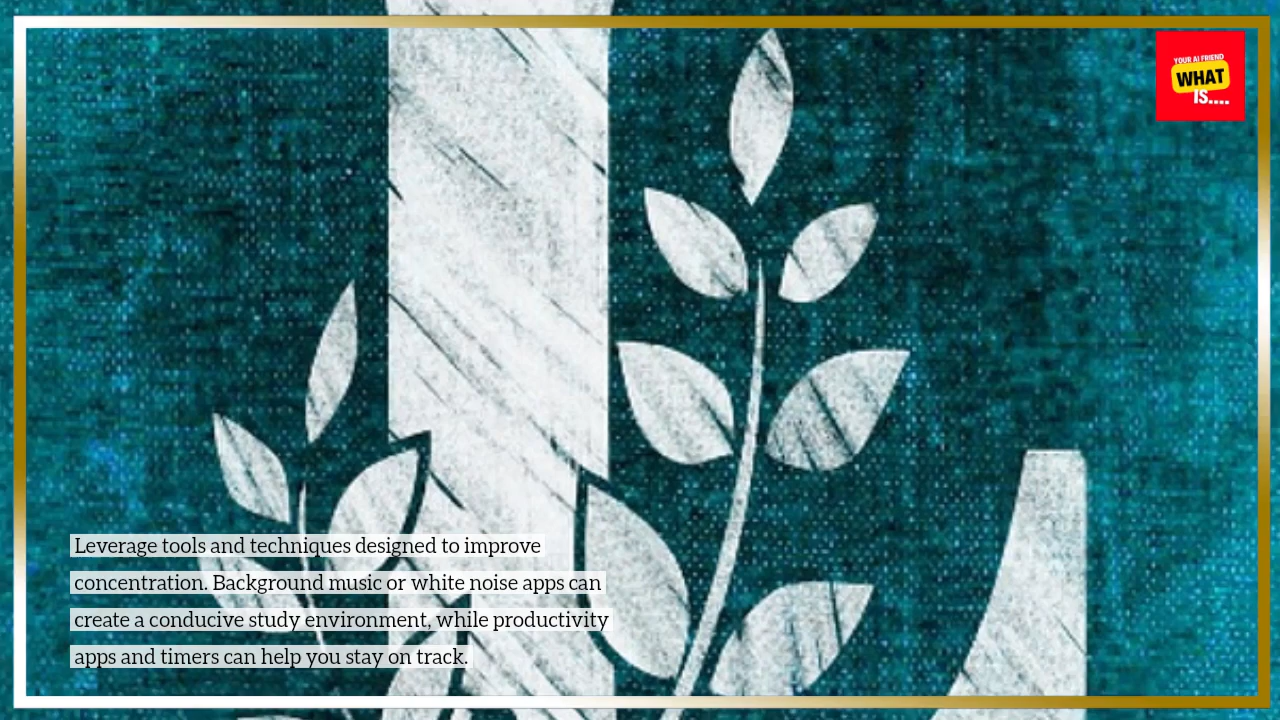 YOUR AI FRIEND
WHAT
IS....
Leverage tools and techniques designed to improve
concentration. Background music or white noise apps can
create a conducive study environment, while productivity
apps and timers can help you stay on track.